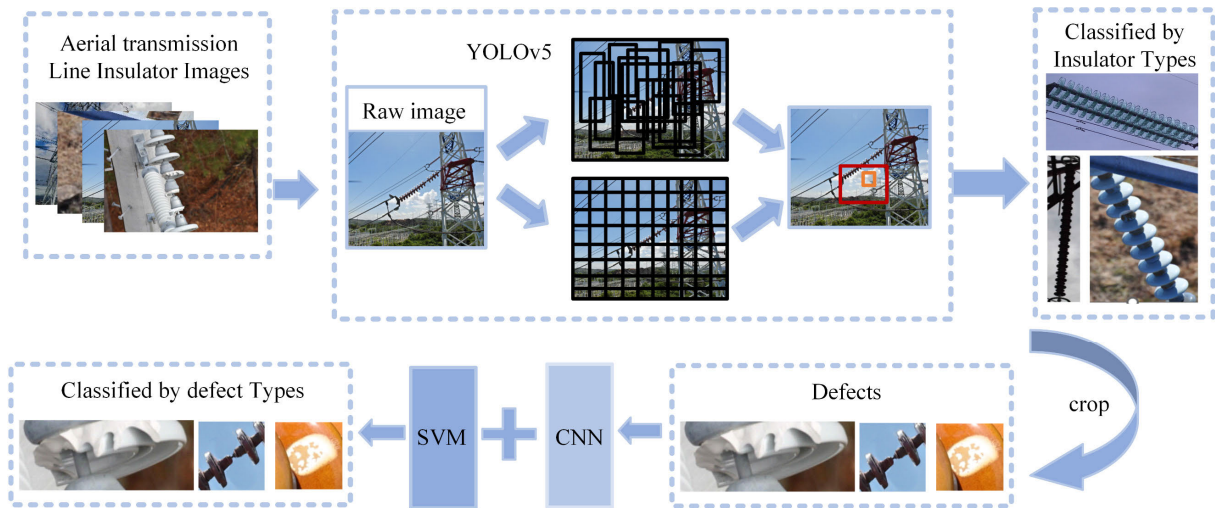 Aerial transmission
Line Insulator Images
YOLOv5
Raw image
Classified by
Insulator Types
crop
Defects
CNN
SVM
Classified by defect Types